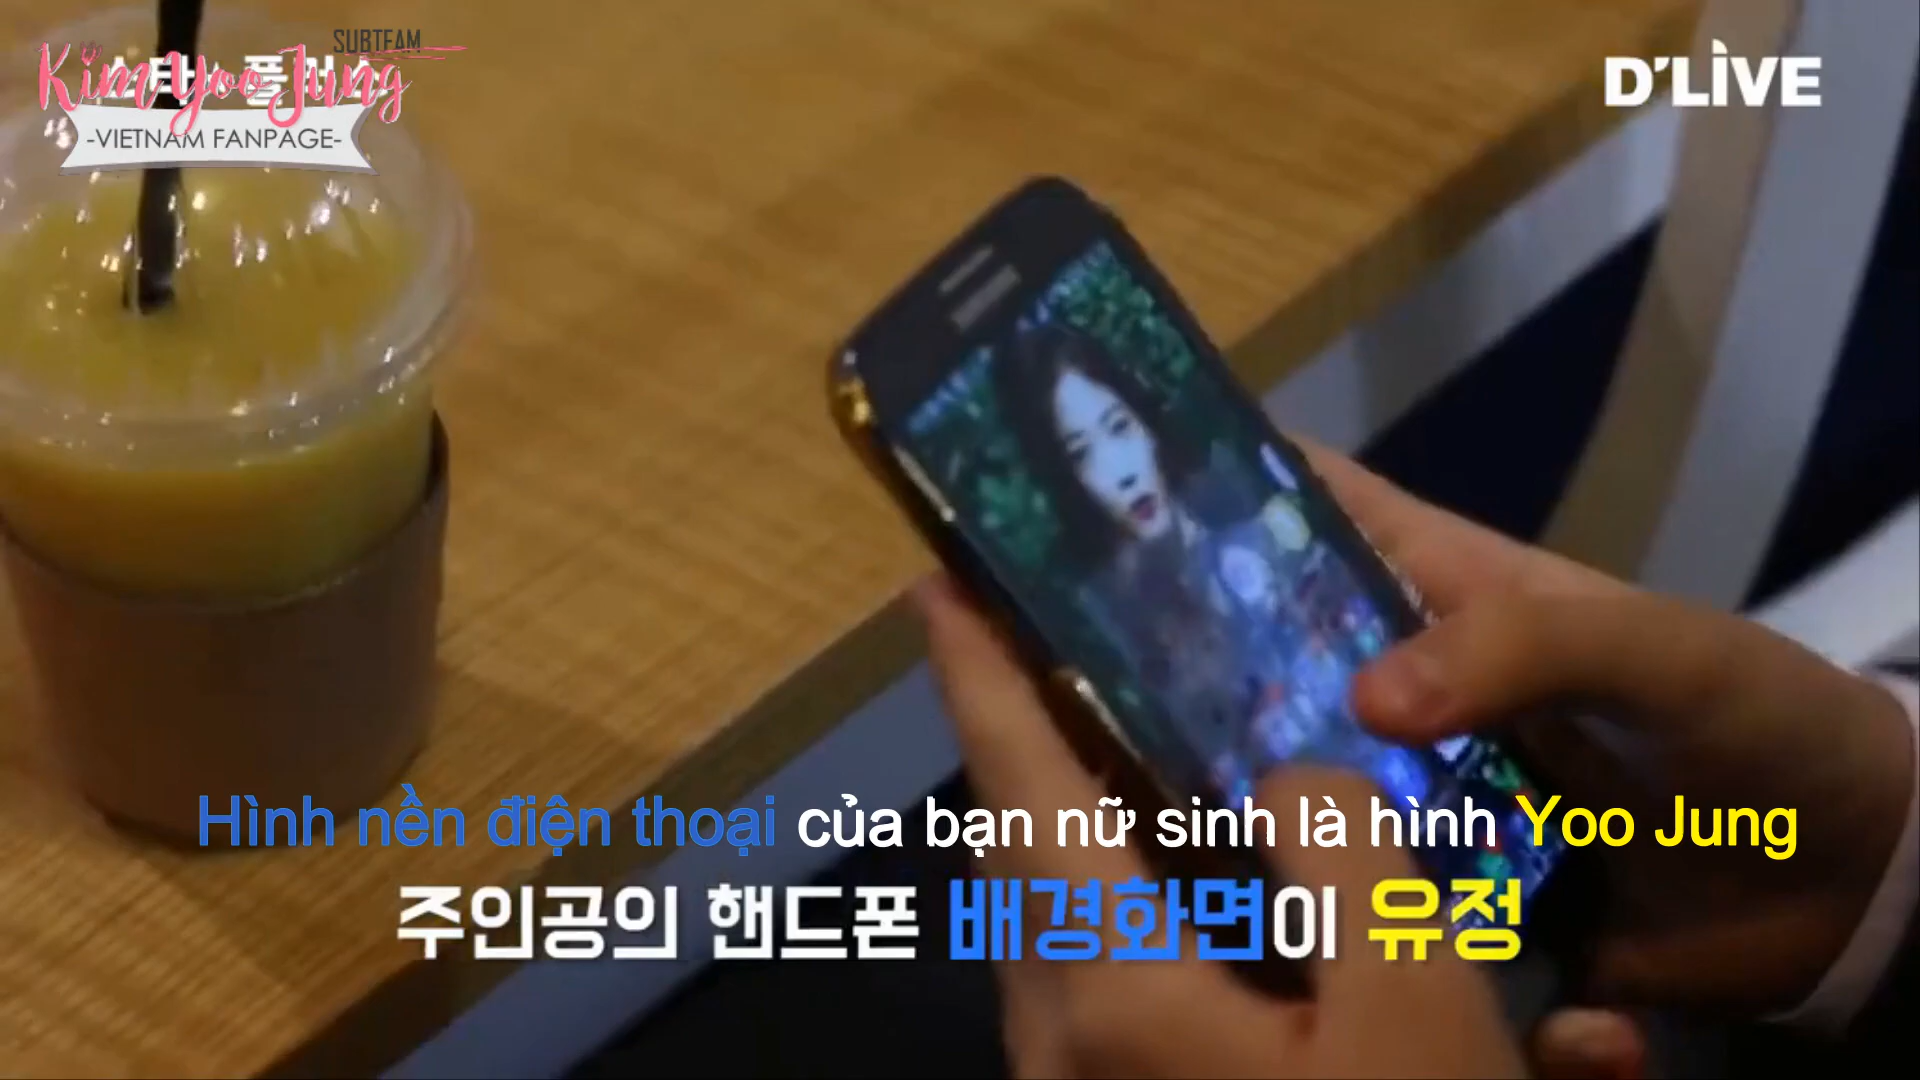 SUBTEAM
Kim Yoo Jung
-VIETNAM FANPAGE-
D'LIVE
Hình nền điện thoại của bạn nữ sinh là hình Yoo Jung
주인공의 핸드폰 배경화면이 유정